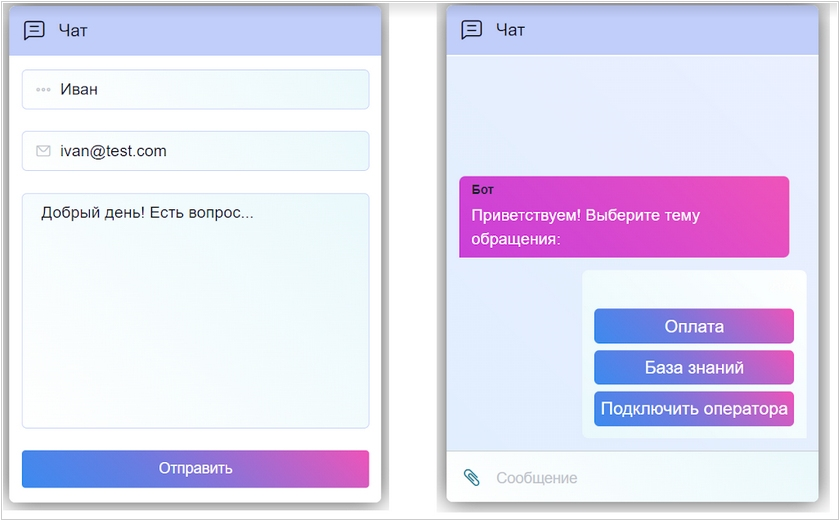 Чат
Иван
ivan@test.com
Добрый день! Есть вопрос...
Отправить
Чат
Бот
Приветствуем! Выберите тему
обращения:
Оплата
База знаний
Подключить оператора
Сообщение